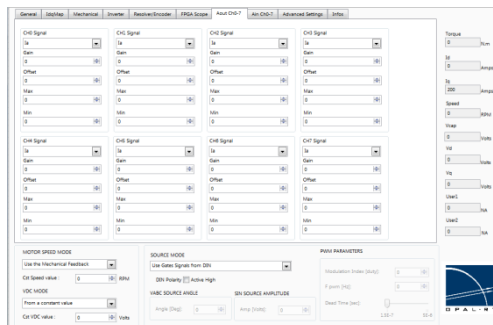 General IdqMap Mechanical Inverter Resolver/Encoder FPGA Scope Aout Ch0-7 Ain Ch0-7 Advanced Settings Infos
CH0 Signal CH1 Signal CH2 Signal CH3 Signal
Ia Ia Ia Ia
Gain Gain Gain Gain
0 0 0 0
Offset Offset Offset Offset
0 0 0 0
Max Max Max Max
0 0 0 0
Min Min Min Min
0 0 0 0
CH4 Signal CH5 Signal CH6 Signal CH7 Signal
Ia Ia Ia Ia
Gain Gain Gain Gain
0 0 0 0
Offset Offset Offset Offset
0 0 0 0
Max Max Max Max
0 0 0 0
Min Min Min Min
0 0 0 0
Torque
0 N.m
0 Amps
Iq
200 Amps
Speed
0 RPM
Vcap
0 Volts
Vd
0 Volts
Vq
0 Volts
User1
0 NA
User2
0 NA
MOTOR SPEED MODE
Use the Mechanical Feedback
Cst Speed value : 0 RPM
VDC MODE
From a constant value
Cst VDC value : 0 Volts
SOURCE MODE
Use Gates Signals from DIN
DIN Polarity Active High
VABC SOURCE ANGLE SIN SOURCE AMPLITUDE
Angle [Deg] 0 Amp [Volts] 0
PWM PARAMETERS
Modulation Index [duty] 0
F pwm [Hz] 0
Dead Time [sec]
OPAL-R